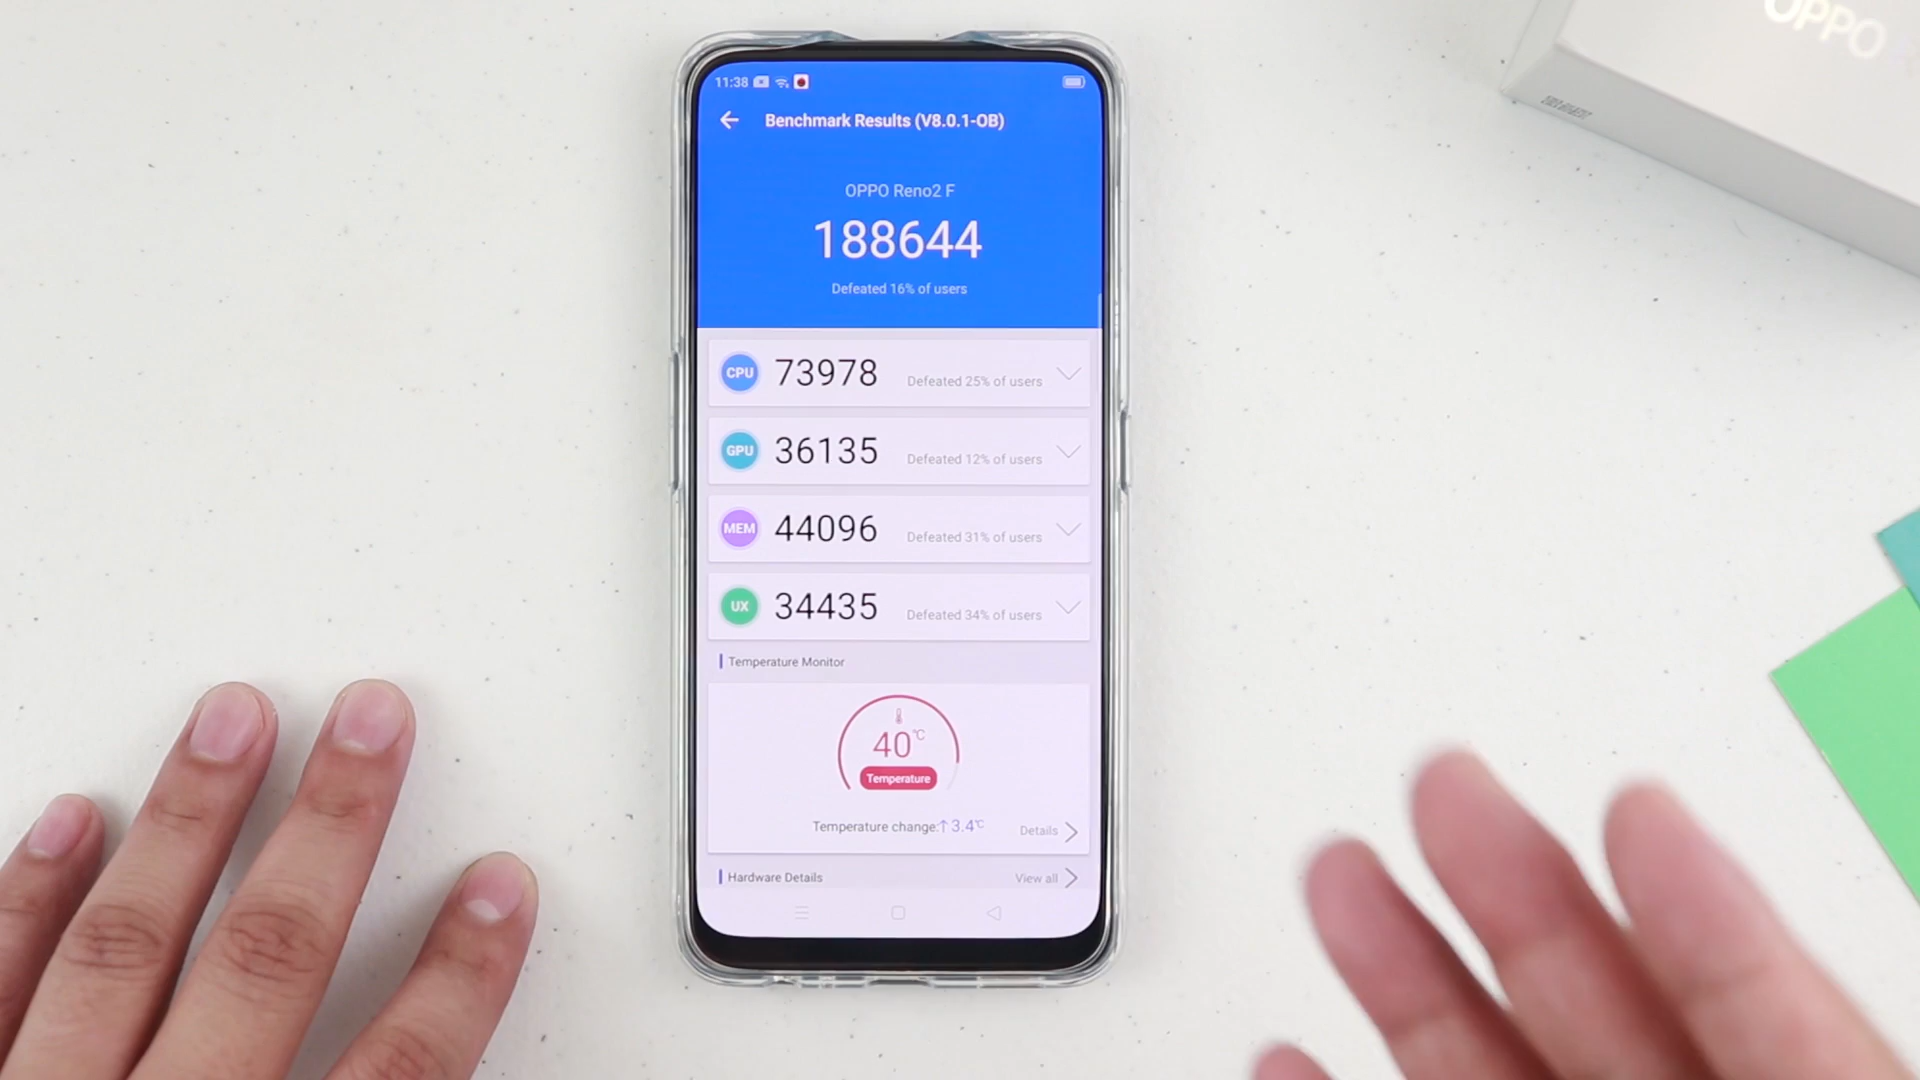 OPPO
11:38
Benchmark Results (V8.0.1-OB)
OPPO Reno2 F
188644
Defeated 16% of users
CPU 73978 Defeated 25% of users
GPU 36135 Defeated 12% of users
MEM 44096 Defeated 31% of users
UX 34435 Defeated 34% of users
Temperature Monitor
40℃
Temperature
Temperature change:↑ 3.4℃ Details
Hardware Details View all